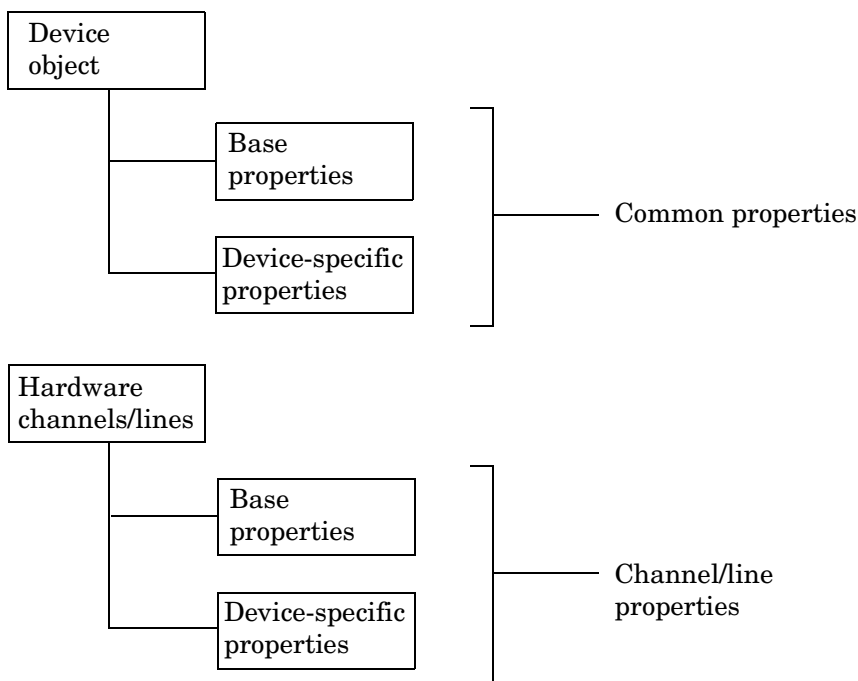 Device
object
Base
properties
Common properties
Device-specific
properties
Hardware
channels/lines
Base
properties
Channel/line
properties
Device-specific
properties